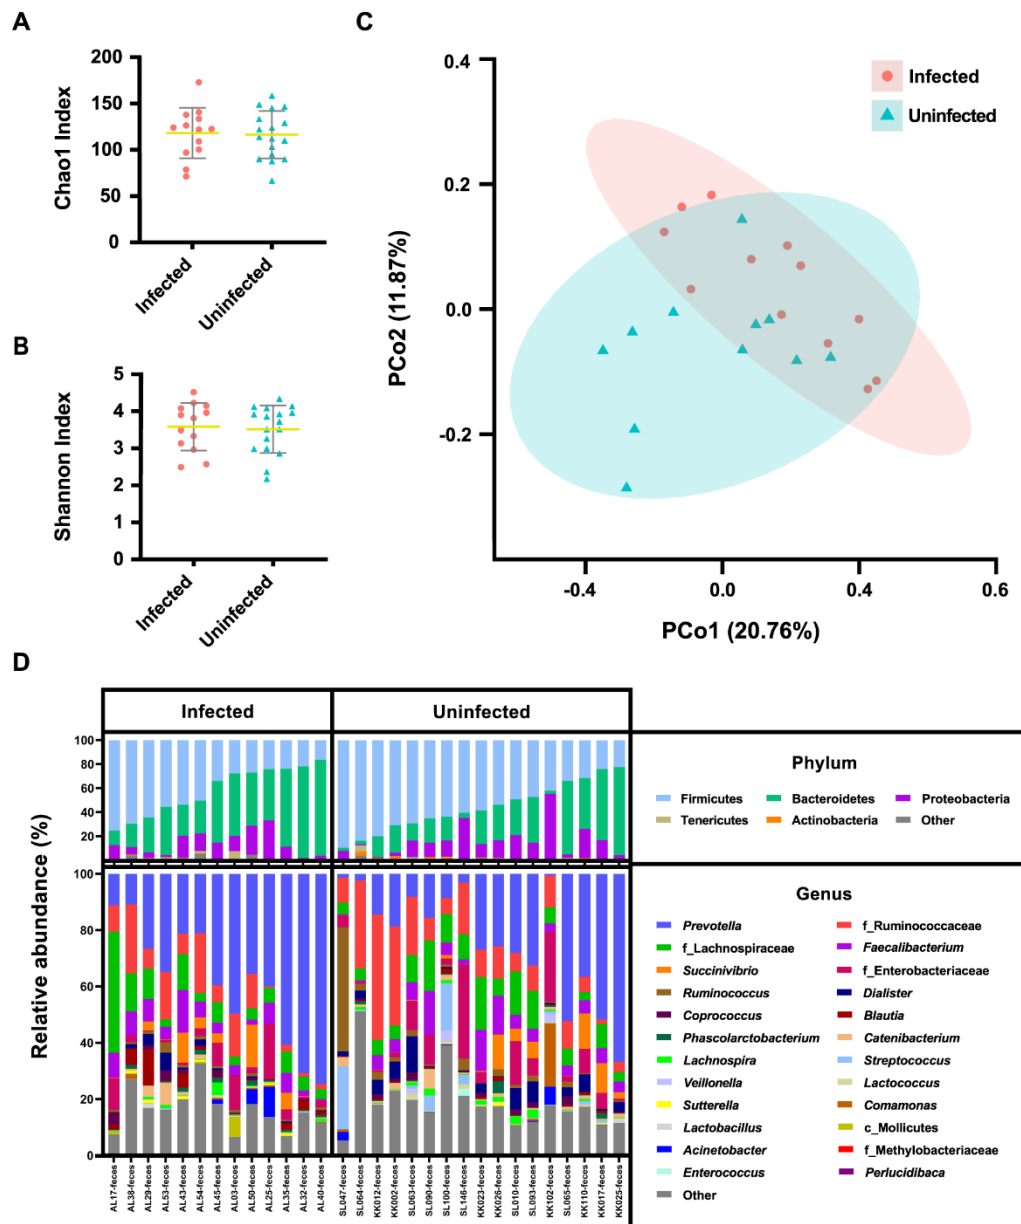 A
200
150
100
50
0
Chao1 Index
Infected
Uninfected
B
5
4
3
2
1
0
Shannon Index
Infected
Uninfected
C
0.4
0.2
0.0
-0.2
PCo2 (11.87%)
Infected
Uninfected
-0.4
0.0
0.4
0.6
PCo1 (20.76%)
D
Infected
Uninfected
Relative abundance (%)
100
80
60
40
20
Phylum
Firmicutes
Bacteroidetes
Proteobacteria
Tenericutes
Actinobacteria
Other
100
80
60
40
20
0
Genus
Prevotella
f_Ruminococcaceae
f_Lachnospiraceae
Faecalibacterium
Succinivibrio
f_Enterobacteriaceae
Ruminococcus
Dialister
Coprococcus
Blautia
Phascolarctobacterium
Catenibacterium
Lachnospira
Streptococcus
Veillonella
Lactococcus
Sutterella
Comamonas
Lactobacillus
c_Mollicutes
Acinetobacter
f_Methylobacteriaceae
Enterococcus
Perlucidibaca
Other
AL17-feces
AL38-feces
AL29-feces
AL53-feces
AL43-feces
AL54-feces
AL45-feces
AL03-feces
AL50-feces
AL25-feces
AL35-feces
AL32-feces
AL40-feces
SL047-feces
SL064-feces
KK012-feces
KK002-feces
SL063-feces
SL090-feces
SL100-feces
SL146-feces
KK023-feces
KK026-feces
SL010-feces
SL093-feces
KK102-feces
SL065-feces
KK110-feces
KK017-feces
KK025-feces